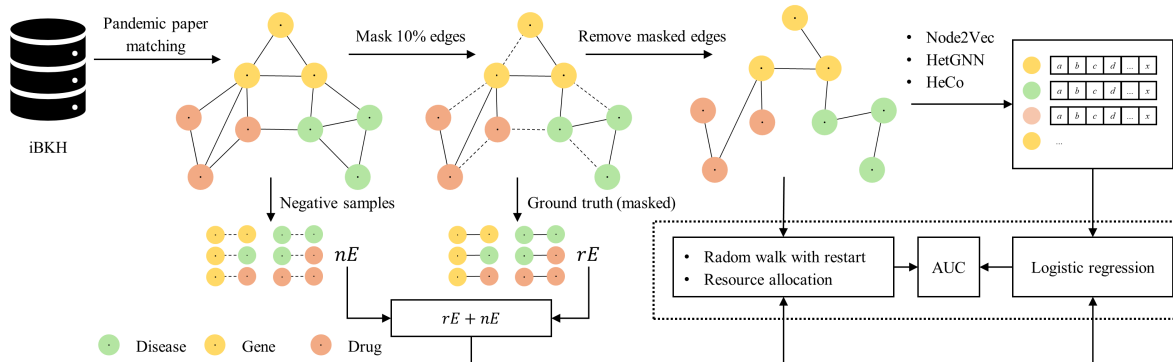 Pandemic paper
matching
Mask 10% edges
Remove masked edges
• Node2Vec
• HetGNN
• HeCo
a b c d ... x
a b c d ... x
a b c d ... x
...
iBKH
Negative samples
Ground truth (masked)
nE
rE
• Radom walk with restart
• Resource allocation
AUC
Logistic regression
rE + nE
Disease
Gene
Drug